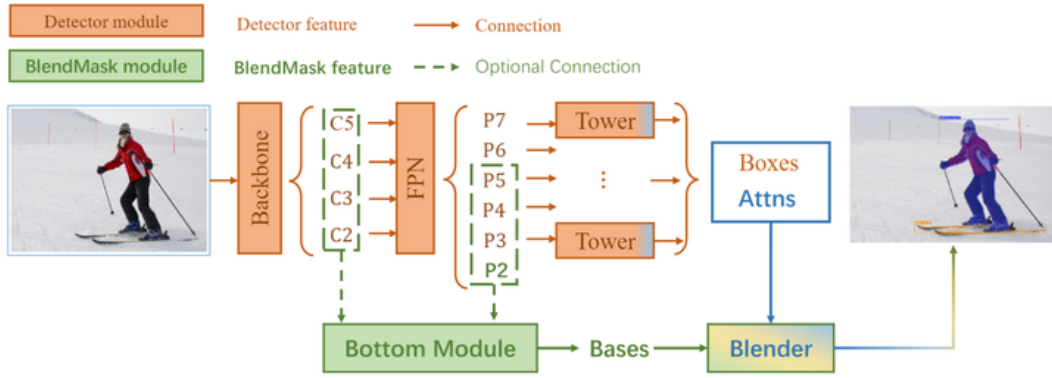 Detector module
Detector feature
Connection
BlendMask module
BlendMask feature
Optional Connection
Backbone
C5
C4
C3
C2
FPN
P7
P6
P5
P4
P3
P2
Tower
...
Tower
Boxes
Attns
Bottom Module
Bases
Blender